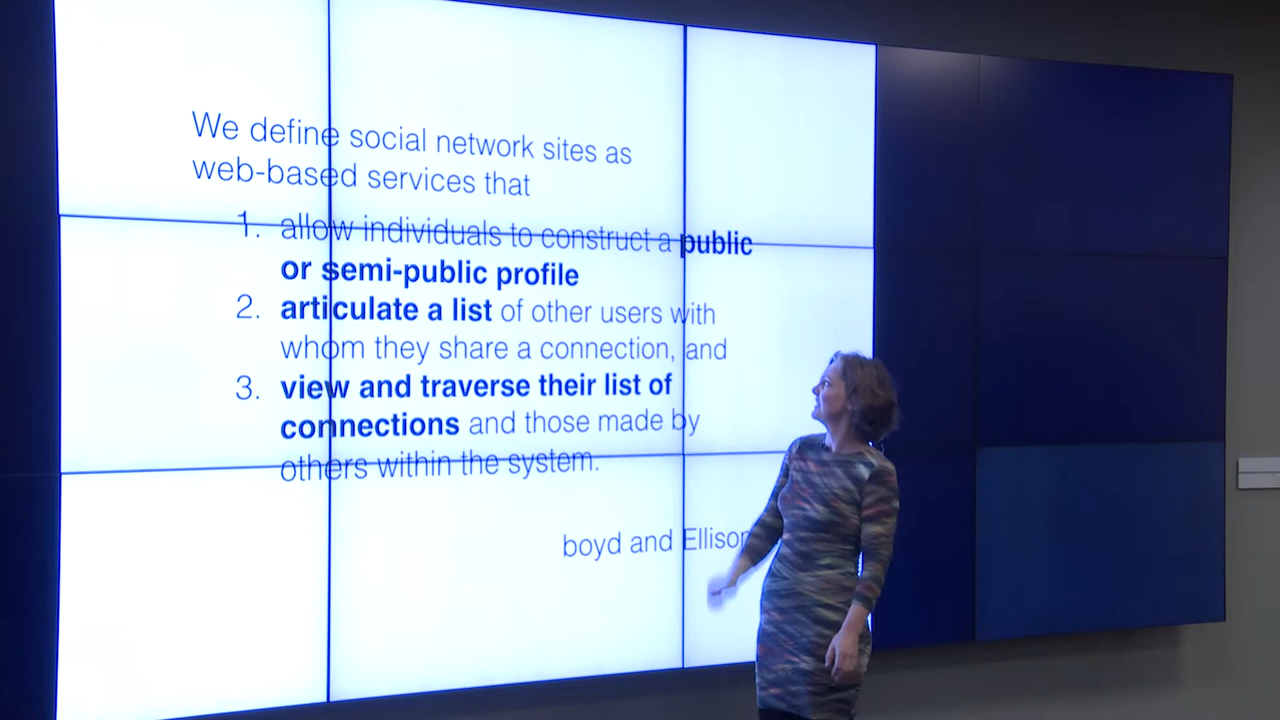 We define social network sites as
web-based services that
1. allow individuals to construct a public
or semi-public profile
2. articulate a list of other users with
whom they share a connection, and
3. view and traverse their list of
connections and those made by
others within the system.
boyd and Ellison